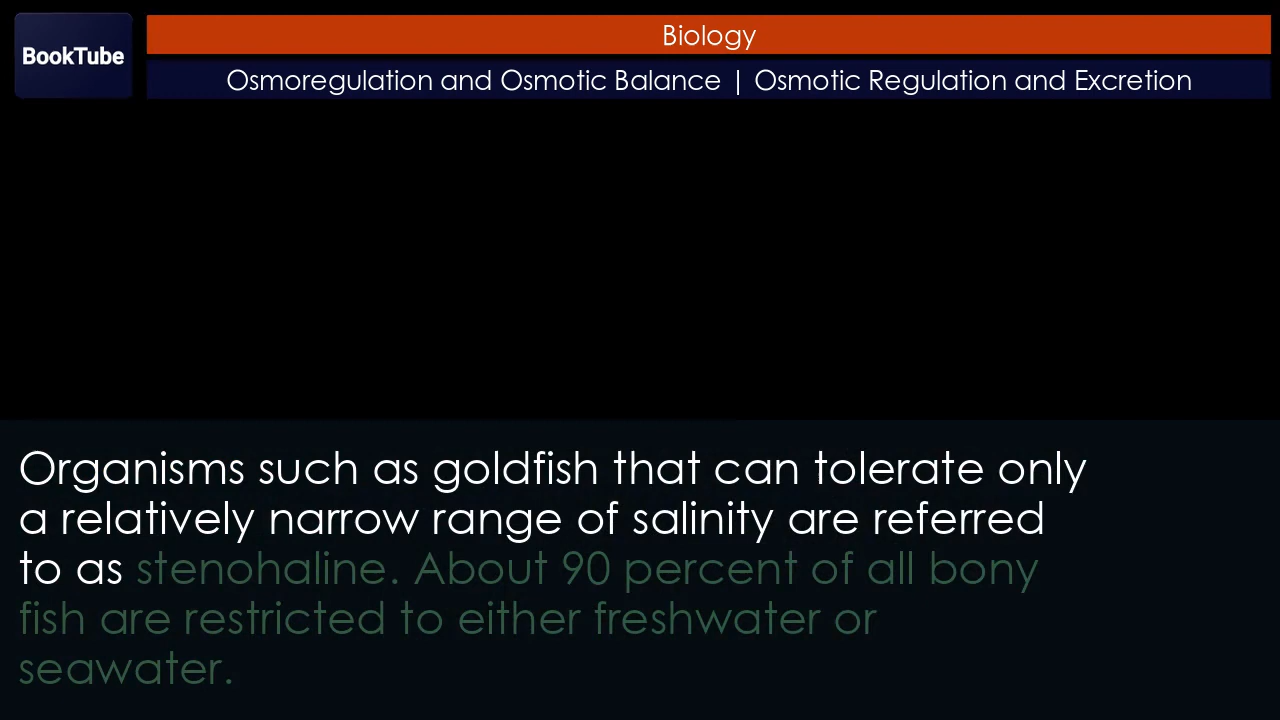 BookTube
Biology
Osmoregulation and Osmotic Balance | Osmotic Regulation and Excretion
Organisms such as goldfish that can tolerate only
a relatively narrow range of salinity are referred
to as stenohaline. About 90 percent of all bony
fish are restricted to either freshwater or
seawater.